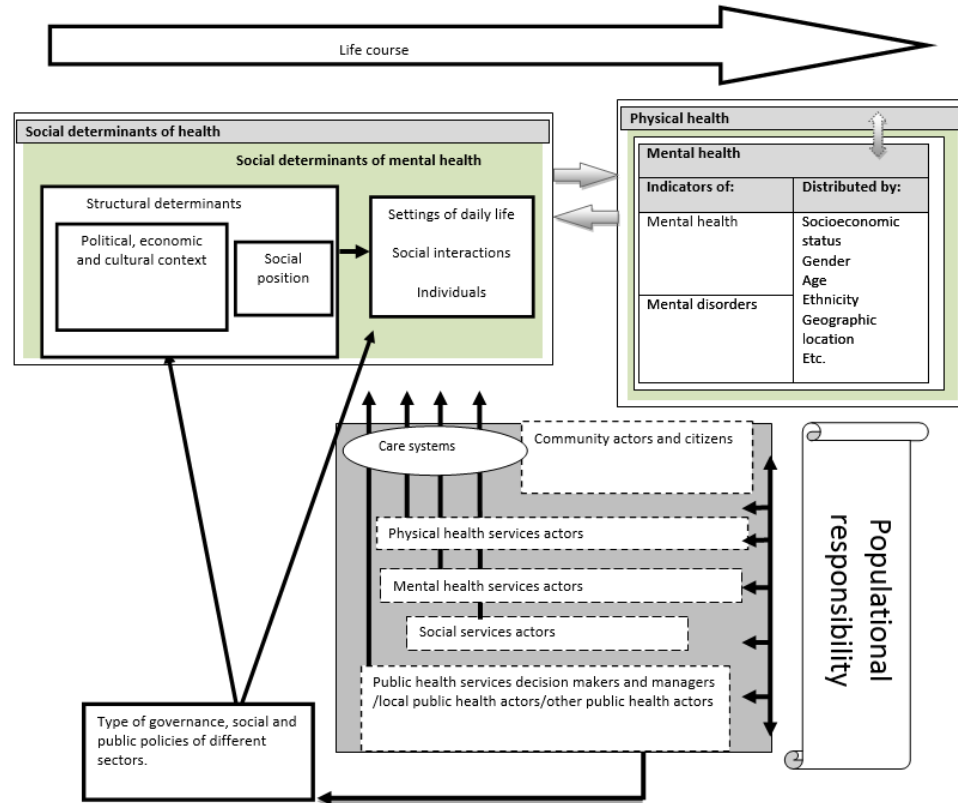 Life course
Social determinants of health
Social determinants of mental health
Structural determinants
Political, economic
and cultural context
Social
position
Settings of daily life
Social interactions
Individuals
Physical health
Mental health
Indicators of:
Distributed by:
Mental health
Mental disorders
Socioeconomic
status
Gender
Age
Ethnicity
Geographic
location
Etc.
Care systems
Community actors and citizens
Physical health services actors
Mental health services actors
Social services actors
Public health services decision makers and managers
/local public health actors/other public health actors
Populational
responsibility
Type of governance, social and
public policies of different
sectors.